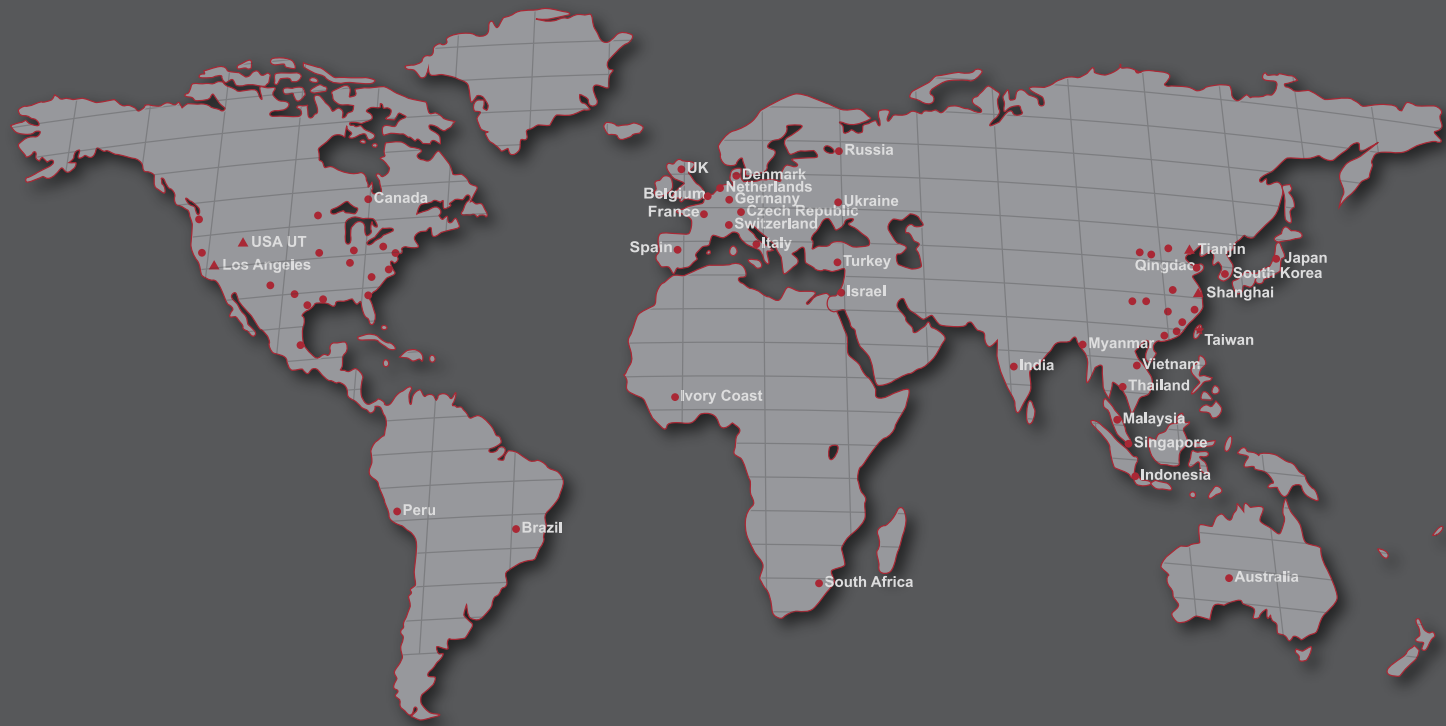 Russia
UK
Denmark
Netherlands
Belgium
Germany
Canada
Ukraine
France
Czech Republic
Switzerland
USA UT
Italy
Spain
Tianjin
Japan
Turkey
Qingdao
Los Angeles
South Korea
Israel
Shanghai
Taiwan
Myanmar
India
Vietnam
Thailand
Ivory Coast
Malaysia
Singapore
Indonesia
Peru
Brazil
Australia
South Africa